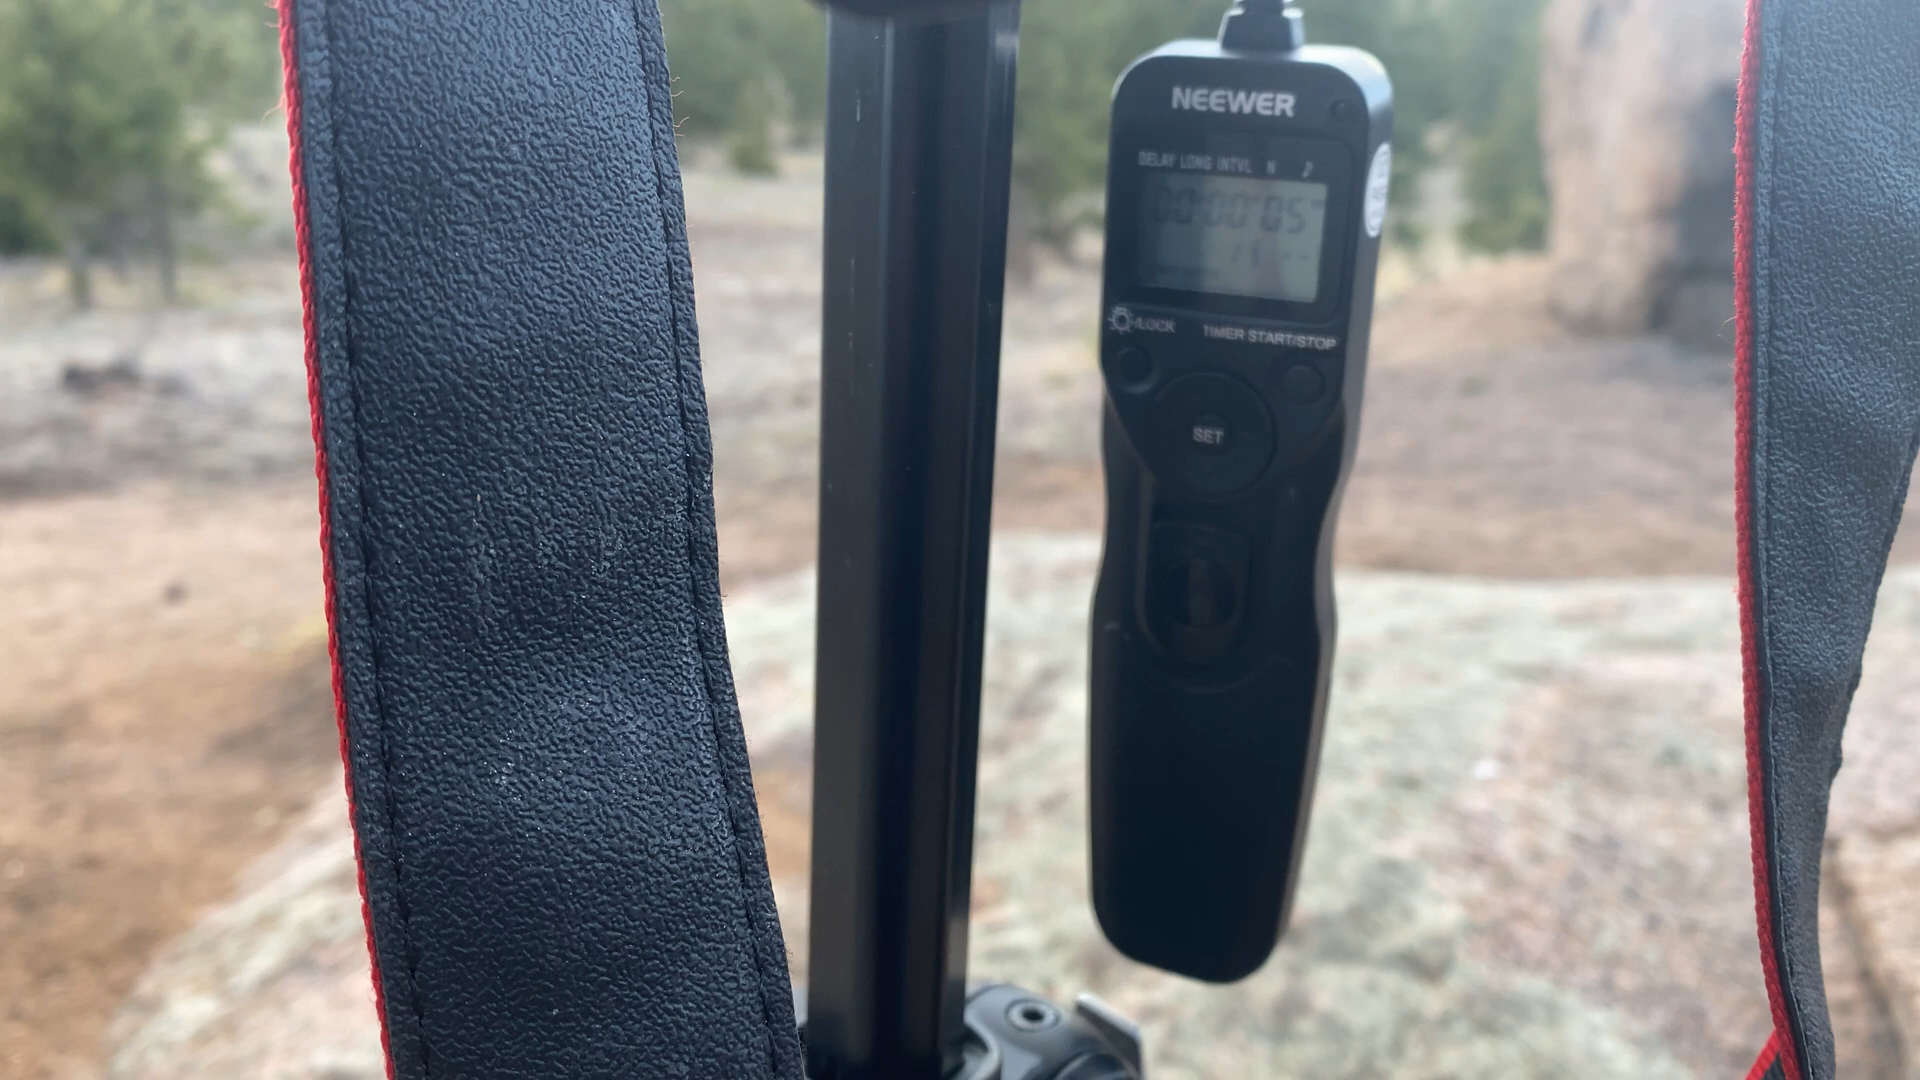 NEEWER
DELAY LONG INTVL N ♪
00:00'05"
LOCK TIMER START/STOP
SET